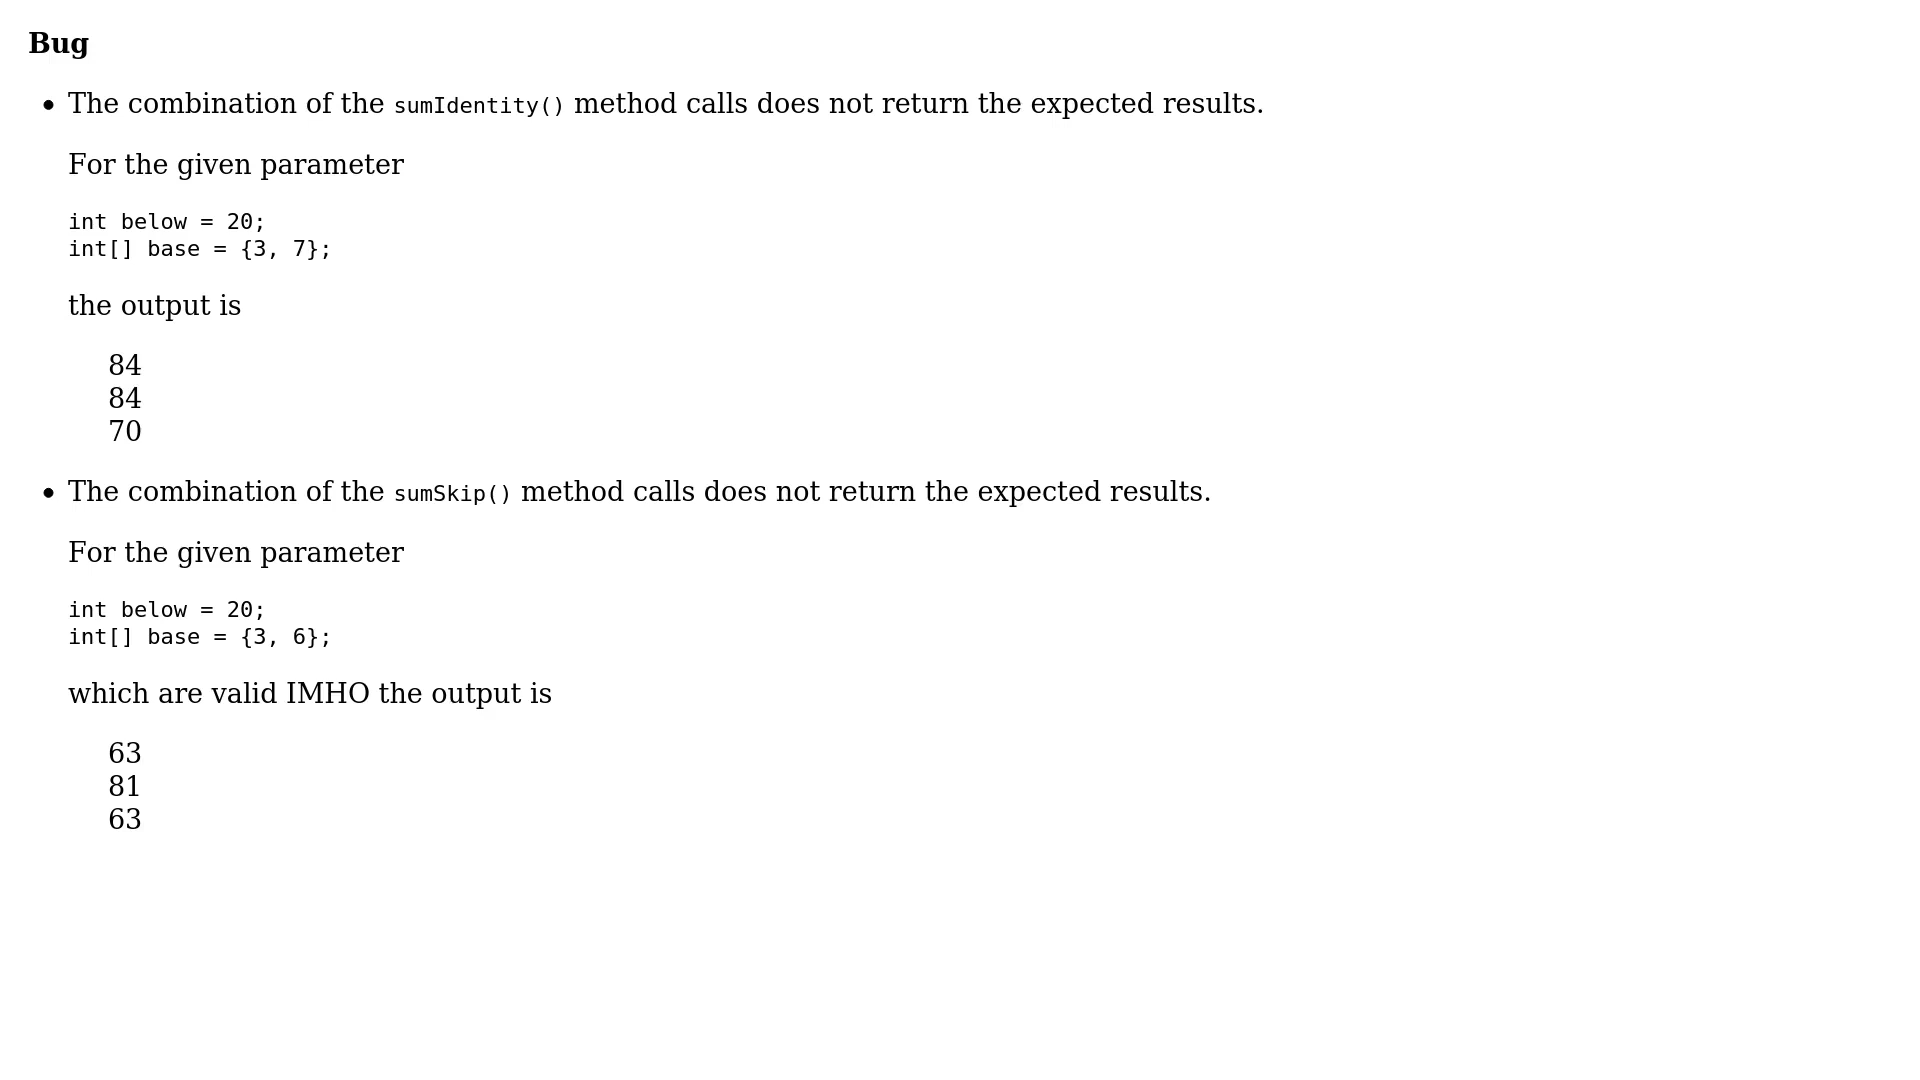 Bug
• The combination of the sumIdentity() method calls does not return the expected results.
For the given parameter
int below = 20;
int[] base = {3, 7};
the output is
84
84
70
• The combination of the sumSkip() method calls does not return the expected results.
For the given parameter
int below = 20;
int[] base = {3, 6};
which are valid IMHO the output is
63
81
63